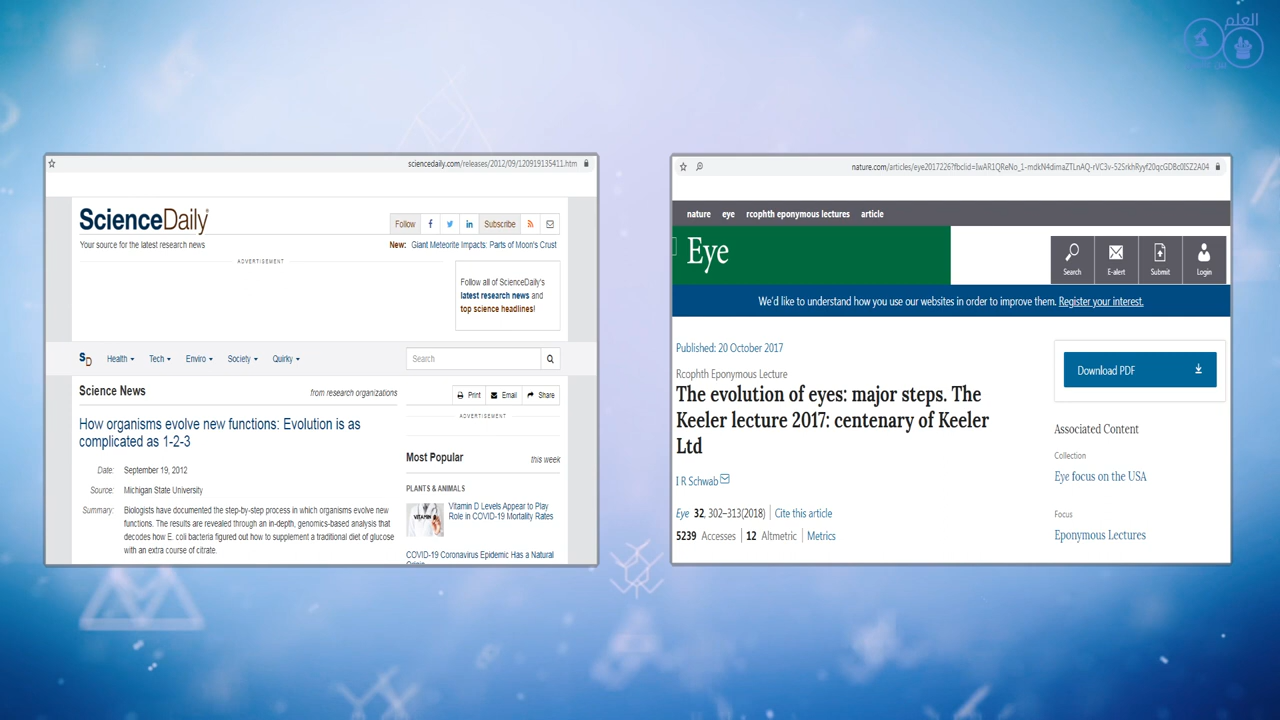 العلم
sciencedaily.com/releases/2012/09/120919135411.htm
ScienceDaily
Your source for the latest research news
Follow
Subscribe
New: Giant Meteorite Impacts: Parts of Moon's Crust
ADVERTISEMENT
Follow all of ScienceDaily's
latest research news and
top science headlines!
SD Health Tech Enviro Society Quirky
Search
Science News
from research organizations
Print Email Share
ADVERTISEMENT
How organisms evolve new functions: Evolution is as
complicated as 1-2-3
Date: September 19, 2012
Source: Michigan State University
Summary: Biologists have documented the step-by-step process in which organisms evolve new
functions. The results are revealed through an in-depth, genomics-based analysis that
decodes how E. coli bacteria figured out how to supplement a traditional diet of glucose
with an extra course of citrate.
Most Popular
this week
PLANTS & ANIMALS
VITAMIN D
Vitamin D Levels Appear to Play
Role in COVID-19 Mortality Rates
COVID-19 Coronavirus Epidemic Has a Natural
Origin
nature eye rcophth eponymous lectures article
Eye
Search E-alert Submit Login
We'd like to understand how you use our websites in order to improve them. Register your interest.
Published: 20 October 2017
Rcophth Eponymous Lecture
The evolution of eyes: major steps. The
Keeler lecture 2017: centenary of Keeler
Ltd
I R Schwab
Eye 32, 302–313(2018) | Cite this article
5239 Accesses | 12 Altmetric | Metrics
Download PDF
Associated Content
Collection
Eye focus on the USA
Focus
Eponymous Lectures